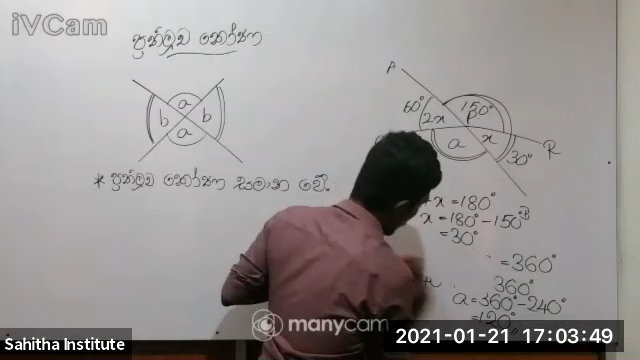 iVCam
ප්‍රතිමුඛ කෝණ
a
b b
a
* ප්‍රතිමුඛ කෝණ සමාන වේ.
A
60° 150°
2x P
a x
R
30°
x = 180°
x = 180° - 150°
= 30°
= 360°
360°
a = 360° - 240°
= 120°
manycam
2021-01-21 17:03:49
Sahitha Institute